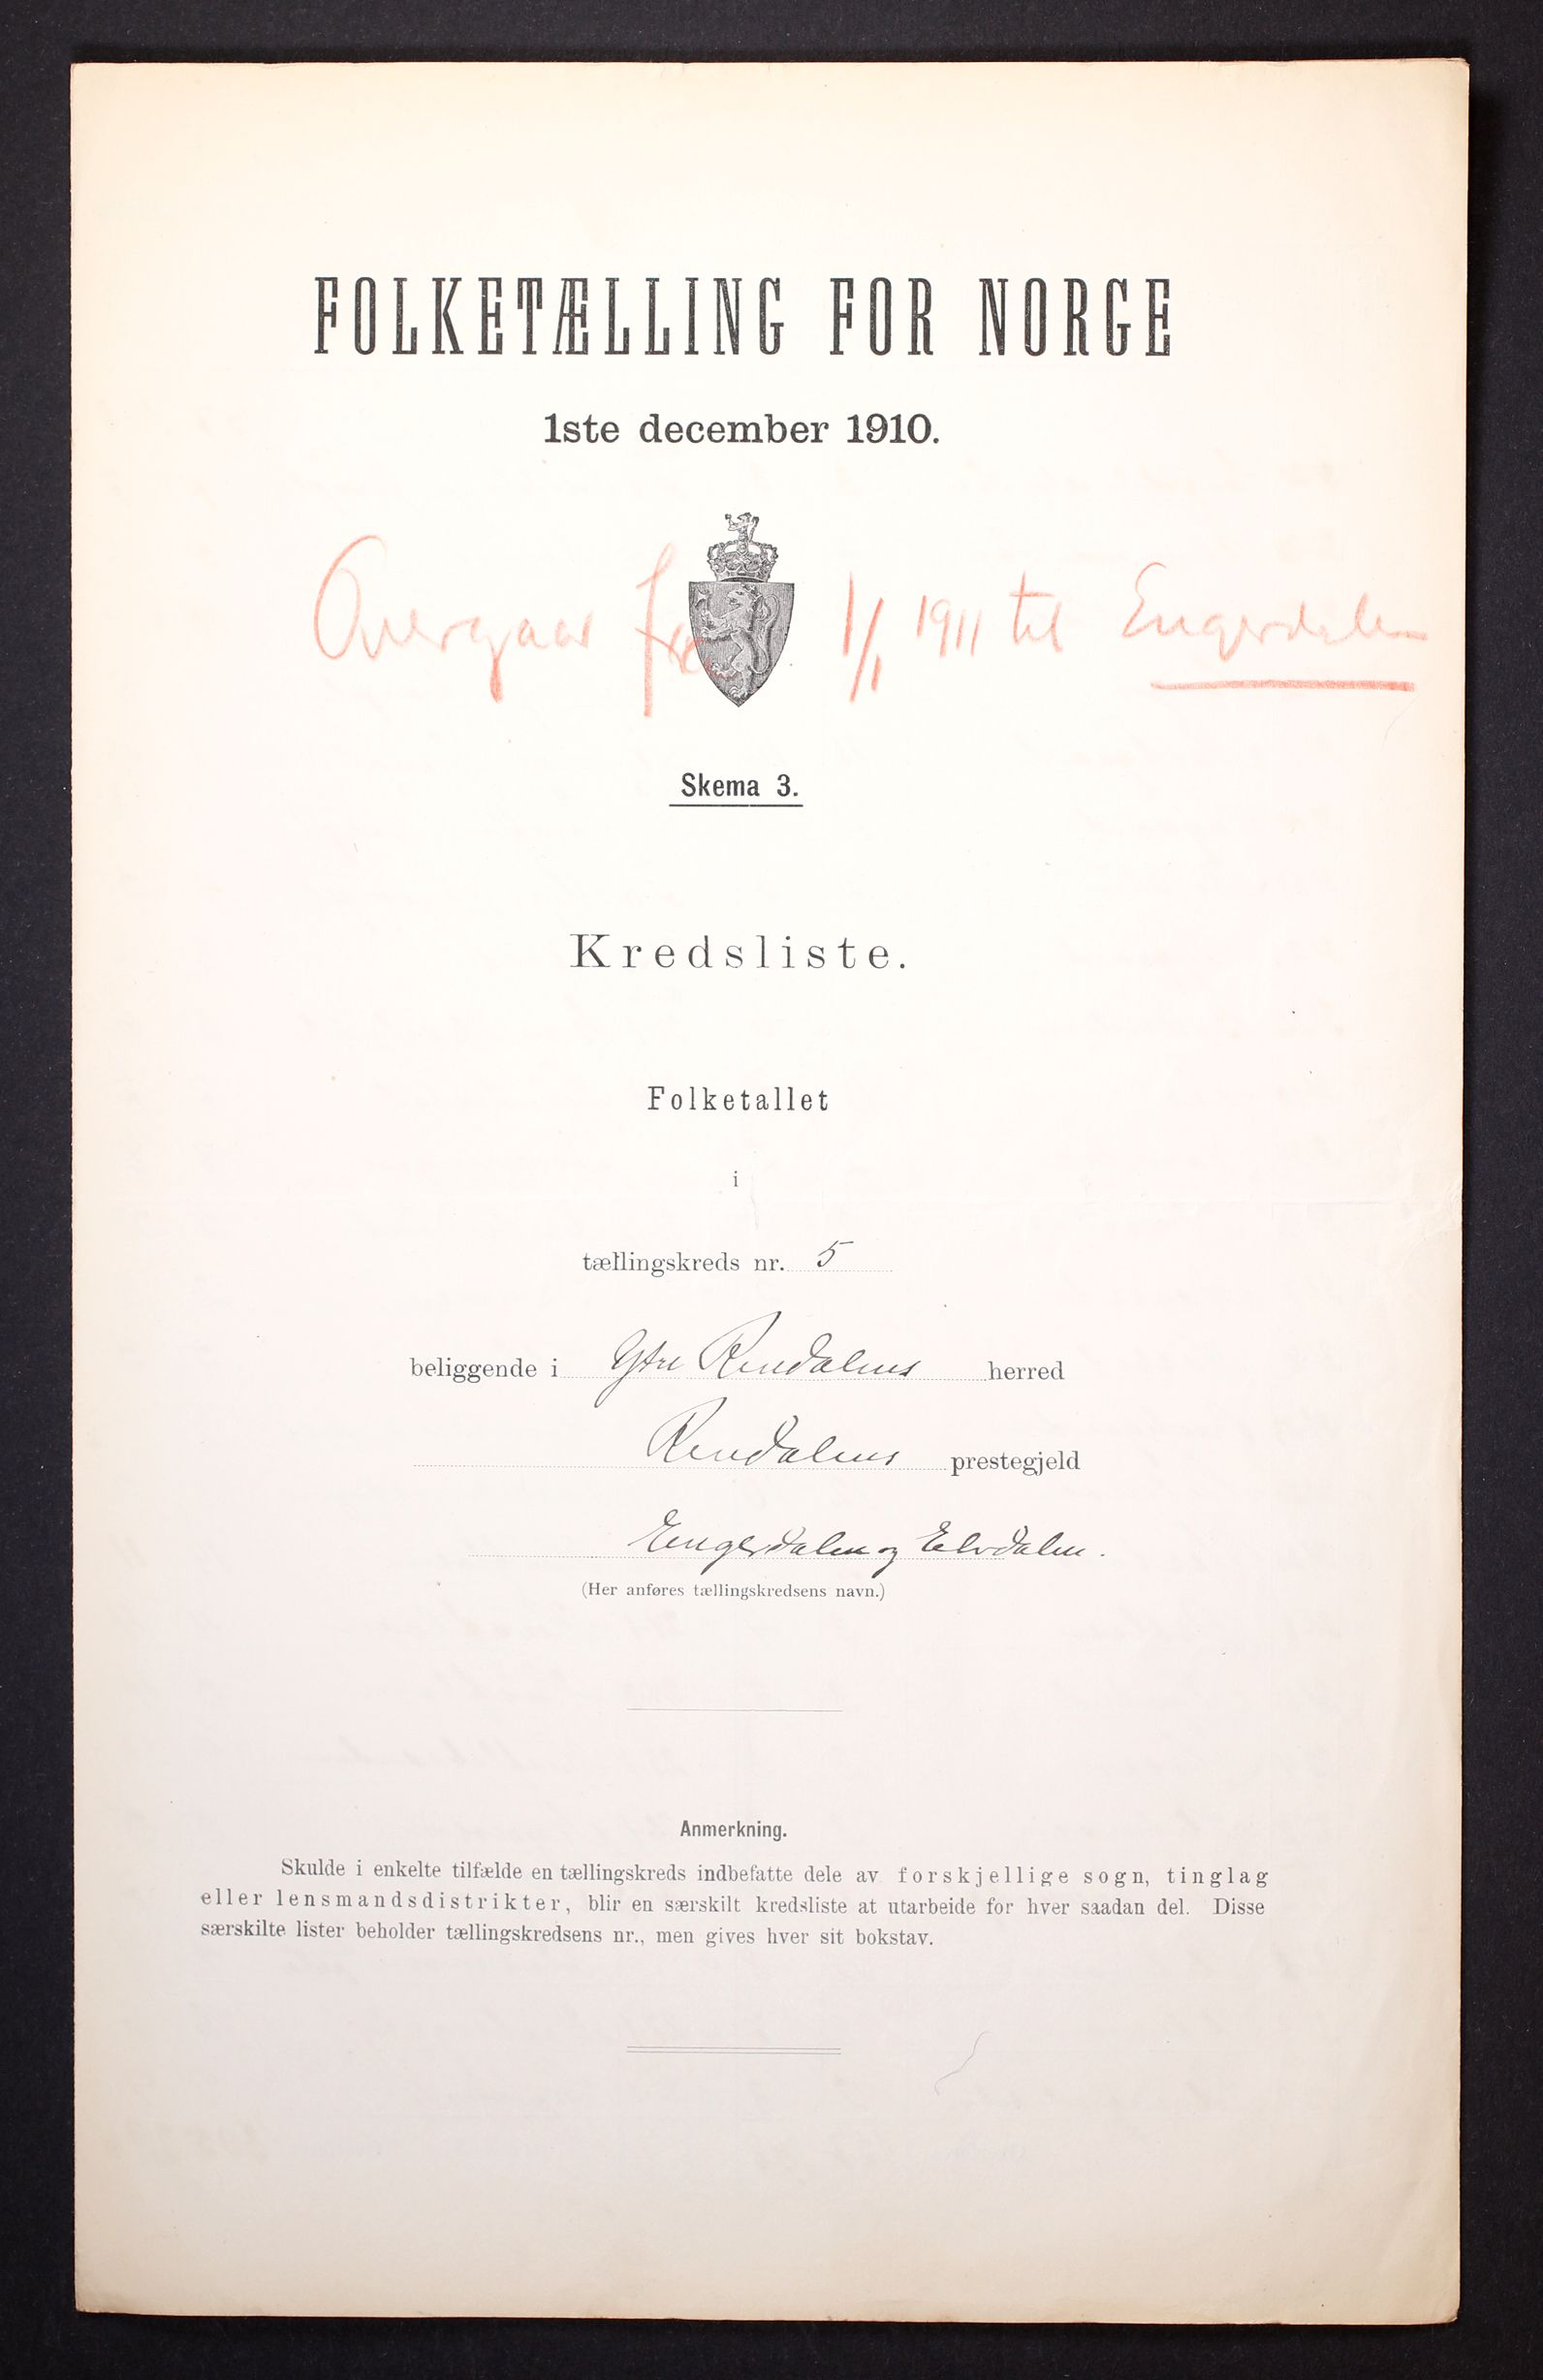 FOLKETÆLLING FOR NORGE
1ste december 1910.
Overgaar fra 1/1 1911 til Engerdalen
Skema 3.
Kredsliste.
Folketallet
i
tællingskreds nr. 5
beliggende i Ytre Rendalens herred
Rendalens prestegjeld
Engerdalen og Elvdalen.
(Her anføres tællingskredsens navn.)
Anmerkning.
Skulde i enkelte tilfælde en tællingskreds indbefatte dele av forskjellige sogn, tinglag
eller lensmandsdistrikter, blir en særskilt kredsliste at utarbeide for hver saadan del. Disse
særskilte lister beholder tællingskredsens nr., men gives hver sit bokstav.